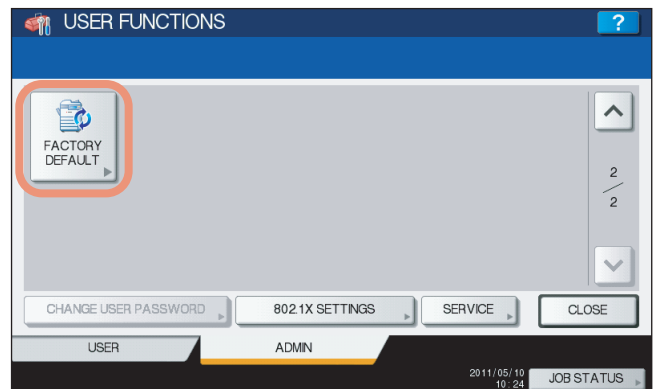 USER FUNCTIONS
?
FACTORY
DEFAULT
2
2
CHANGE USER PASSWORD
802.1X SETTINGS
SERVICE
CLOSE
USER
ADMIN
2011/05/10
10:24
JOB STATUS